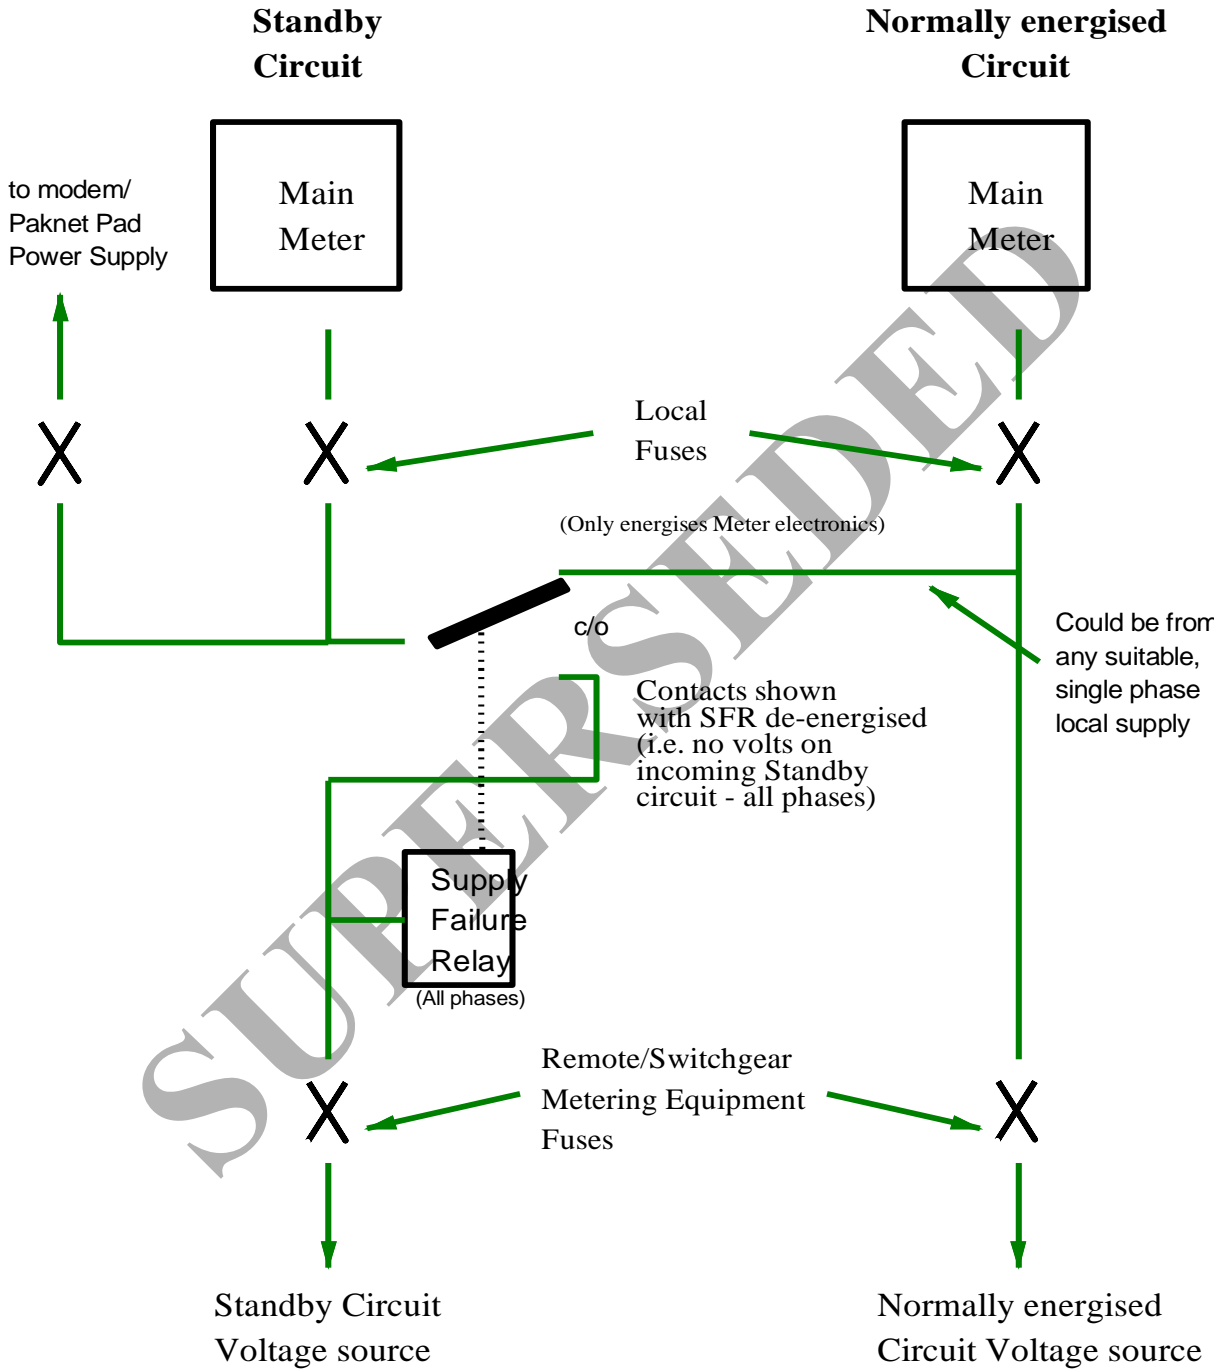 Standby
Circuit
Normally energised
Circuit
Main
Meter
Main
Meter
to modem/
Paknet Pad
Power Supply
Local
Fuses
(Only energises Meter electronics)
c/o
Could be from
any suitable,
single phase
local supply
Contacts shown
with SFR de-energised
(i.e. no volts on
incoming Standby
circuit - all phases)
Supply
Failure
Relay
(All phases)
Remote/Switchgear
Metering Equipment
Fuses
Standby Circuit
Voltage source
Normally energised
Circuit Voltage source
SUPERSEDED